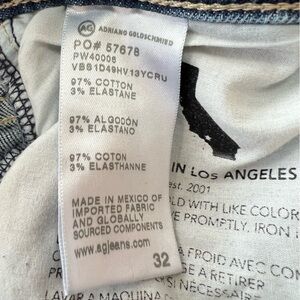 AG ADRIANO GOLDSCHMIED
PO# 57678
PW40006
VBS1D49HV13YCRU
97% COTTON
3% ELASTANE
97% ALGODÓN
3% ELASTANO
97% COTON
3% ELASTHANNE
MADE IN MEXICO OF
IMPORTED FABRIC
AND GLOBALLY
SOURCED COMPONENTS
www.agjeans.com
32
IN LOS ANGELES
est. 2001
WITH LIKE COLOR
PROMPTLY. IRON
FROID AVEC
A RETIRER
LAVAR A MAQUINA